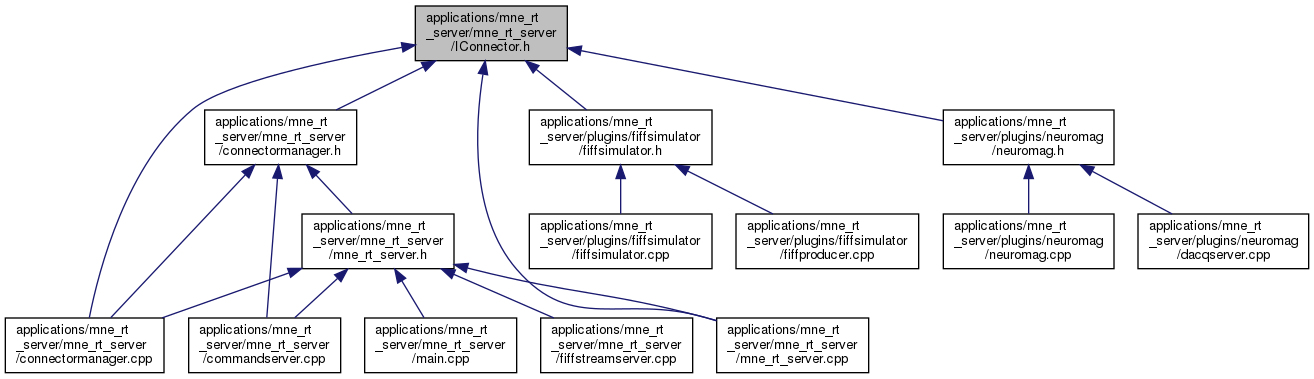 applications/mne_rt
_server/mne_rt_server
/IConnector.h
applications/mne_rt
_server/mne_rt_server
/connectormanager.h
applications/mne_rt
_server/plugins/fiffsimulator
/fiffsimulator.h
applications/mne_rt
_server/plugins/neuromag
/neuromag.h
applications/mne_rt
_server/mne_rt_server
/mne_rt_server.h
applications/mne_rt
_server/plugins/fiffsimulator
/fiffsimulator.cpp
applications/mne_rt
_server/plugins/fiffsimulator
/fiffproducer.cpp
applications/mne_rt
_server/plugins/neuromag
/neuromag.cpp
applications/mne_rt
_server/plugins/neuromag
/dacqserver.cpp
applications/mne_rt
_server/mne_rt_server
/connectormanager.cpp
applications/mne_rt
_server/mne_rt_server
/commandserver.cpp
applications/mne_rt
_server/mne_rt_server
/main.cpp
applications/mne_rt
_server/mne_rt_server
/fiffstreamserver.cpp
applications/mne_rt
_server/mne_rt_server
/mne_rt_server.cpp